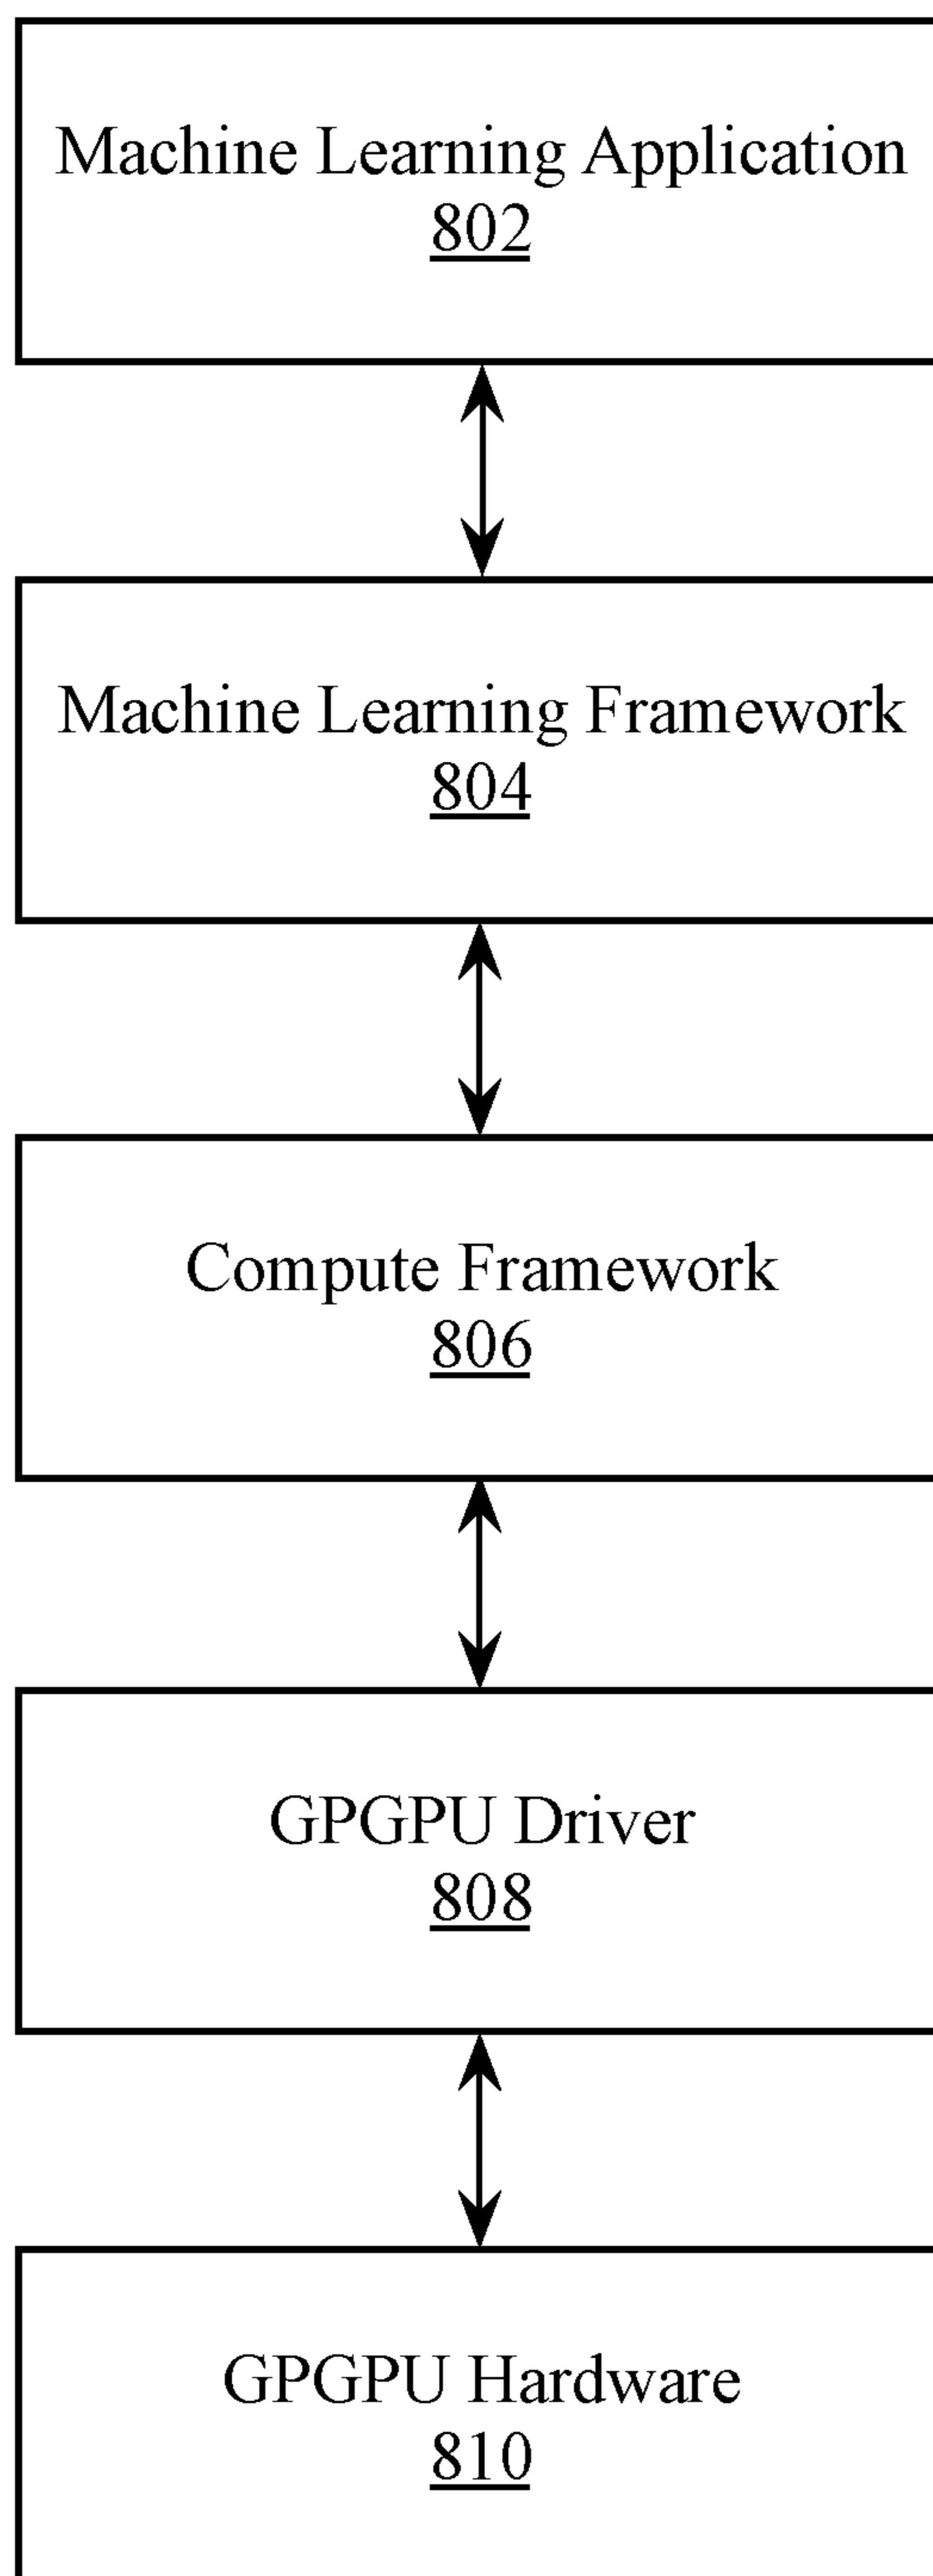 Machine Learning Application
802
Machine Learning Framework
804
Compute Framework
806
GPGPU Driver
808
GPGPU Hardware
810